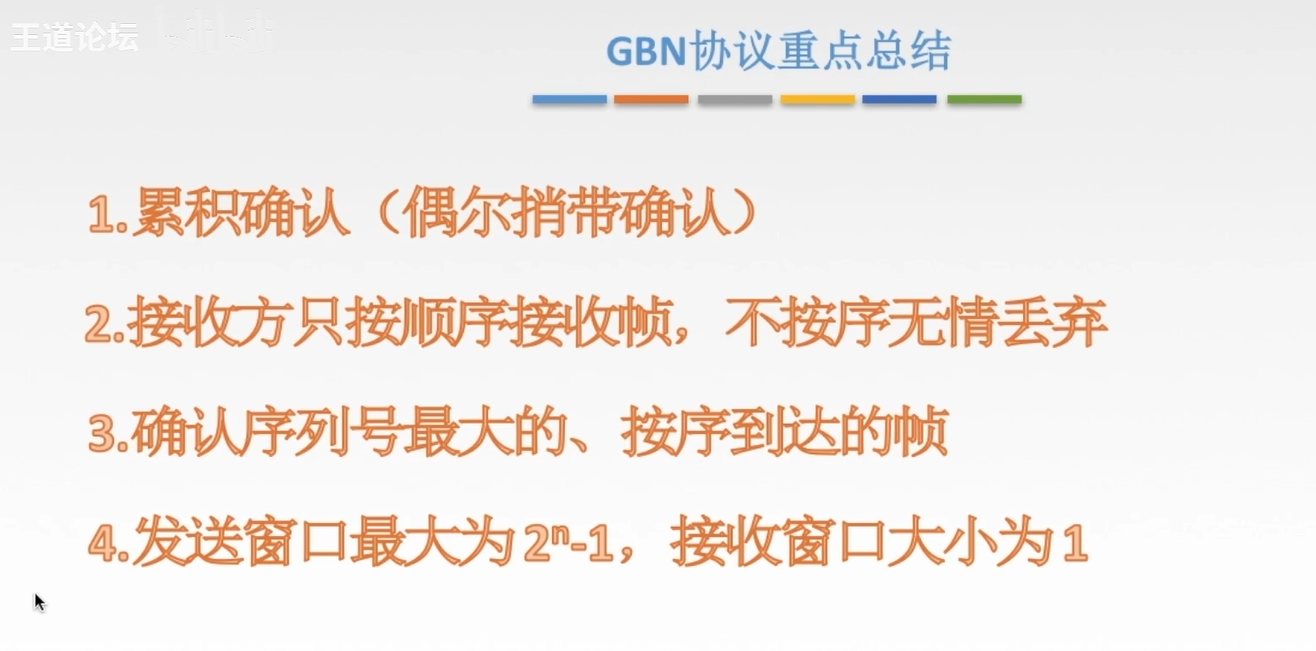 王道论坛
GBN协议重点总结
1.累积确认（偶尔捎带确认）
2.接收方只按顺序接收帧，不按序无情丢弃
3.确认序列号最大的、按序到达的帧
4.发送窗口最大为2ⁿ-1，接收窗口大小为1